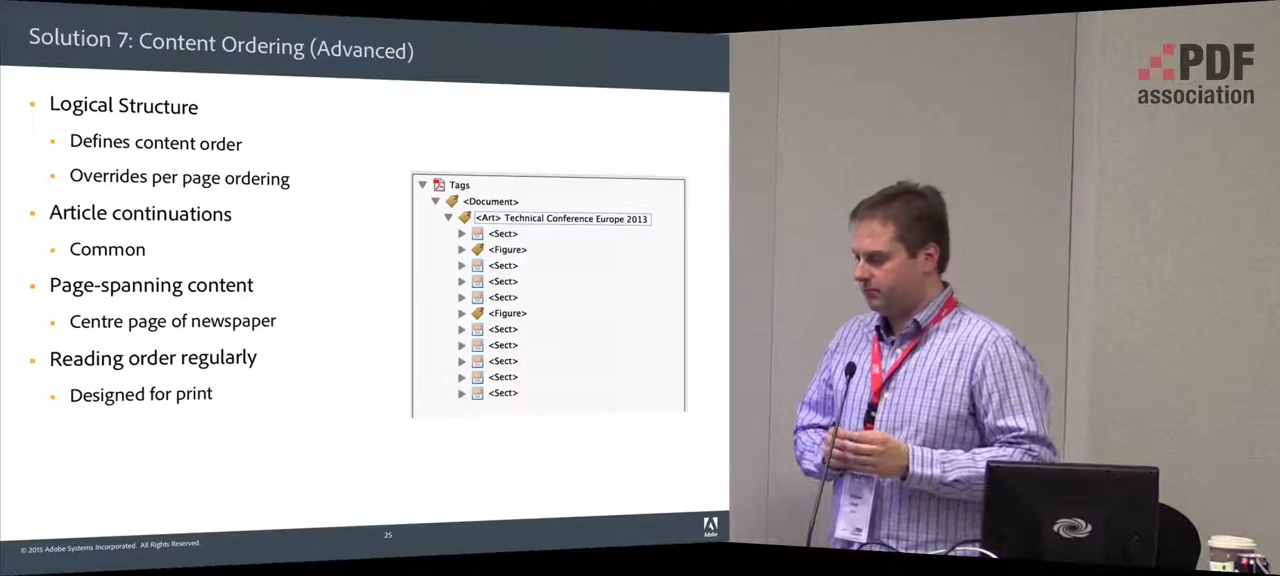 Solution 7: Content Ordering (Advanced)
Logical Structure
Defines content order
Overrides per page ordering
Article continuations
Common
Page-spanning content
Centre page of newspaper
Reading order regularly
Designed for print
Tags
<Document>
<Art> Technical Conference Europe 2013
<Sect>
<Figure>
<Sect>
<Sect>
<Sect>
<Figure>
<Sect>
<Sect>
<Sect>
<Sect>
<Sect>
© 2015 Adobe Systems Incorporated. All Rights Reserved.
25
Adobe
PDF
association